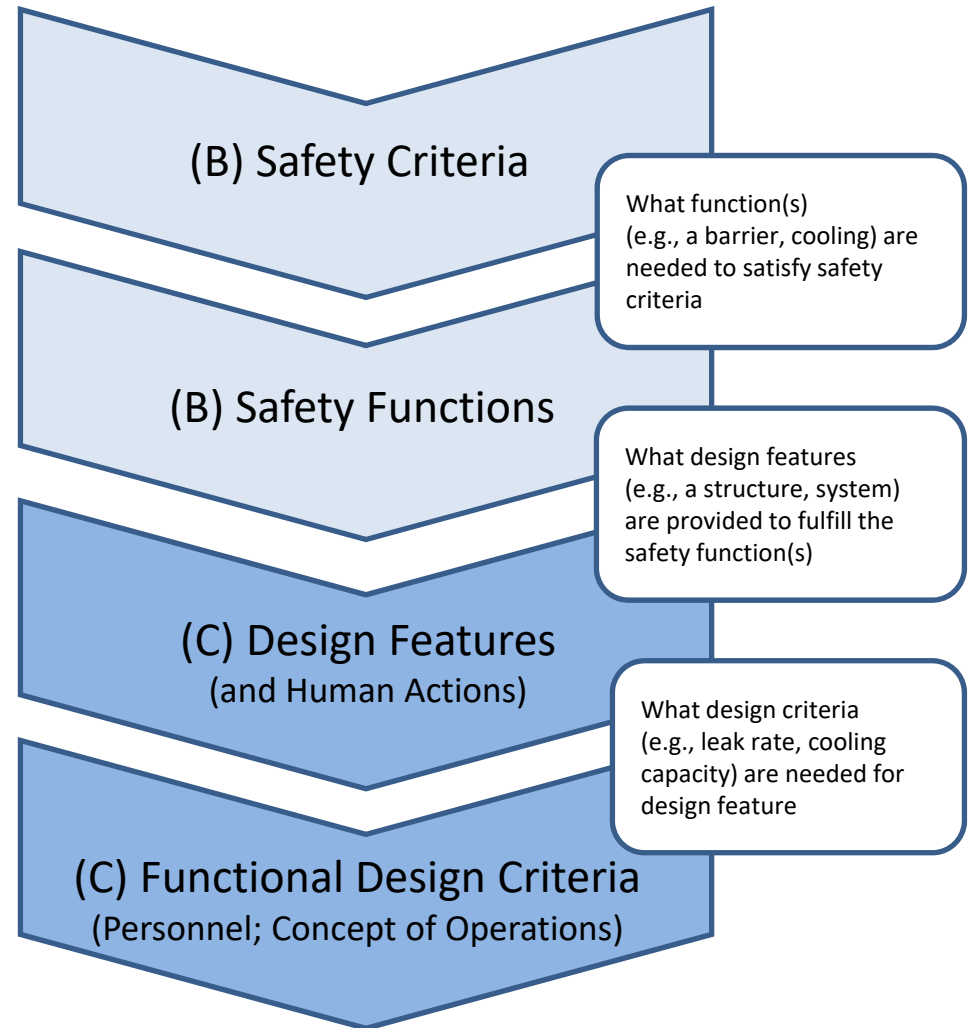 (B) Safety Criteria
What function(s)
(e.g., a barrier, cooling) are
needed to satisfy safety
criteria
(B) Safety Functions
What design features
(e.g., a structure, system)
are provided to fulfill the
safety function(s)
(C) Design Features
(and Human Actions)
What design criteria
(e.g., leak rate, cooling
capacity) are needed for
design feature
(C) Functional Design Criteria
(Personnel; Concept of Operations)